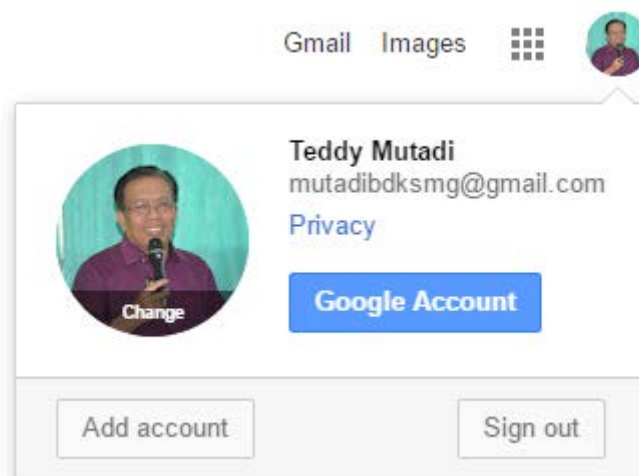 Gmail Images
Teddy Mutadi
mutadibdksmg@gmail.com
Privacy
Change
Google Account
Add account Sign out